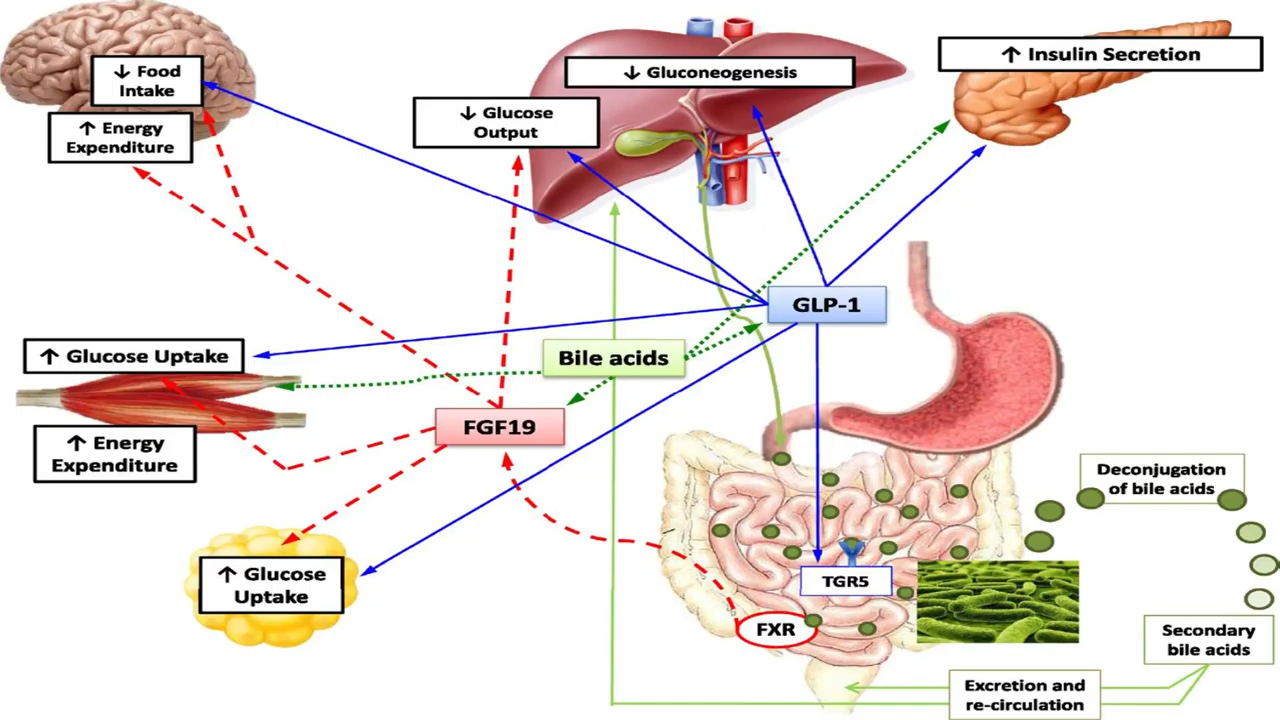 ↓ Food
Intake
↑ Energy
Expenditure
↓ Gluconeogenesis
↓ Glucose
Output
↑ Insulin Secretion
GLP-1
↑ Glucose Uptake
Bile acids
FGF19
↑ Energy
Expenditure
↑ Glucose
Uptake
Deconjugation
of bile acids
TGR5
FXR
Secondary
bile acids
Excretion and
re-circulation